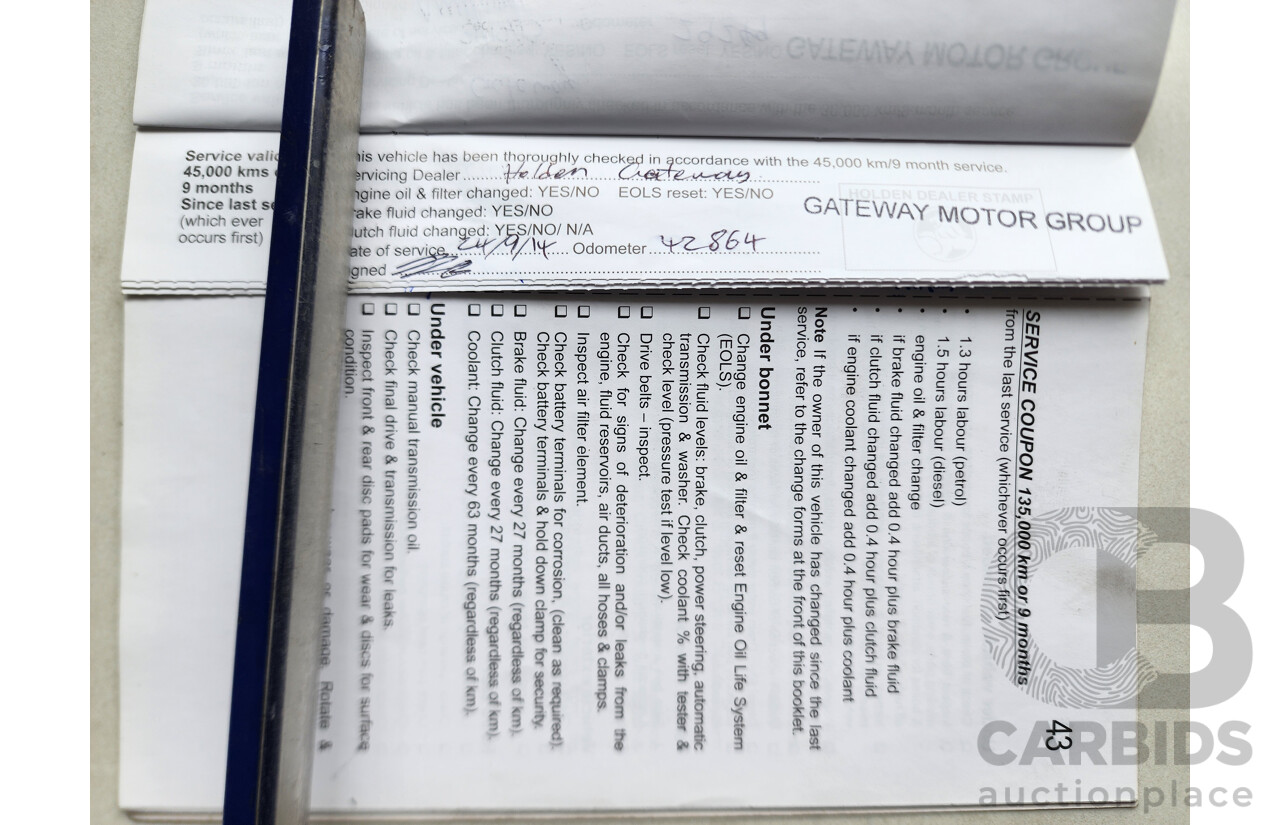 GATEWAY MOTOR GR
Service valid
45,000 kms
9 months
Since last se
(which ever
occurs first)
his vehicle has been thoroughly checked in accordance with the 45,000 km/9 month service.
ervicing Dealer Holden Gateway
ngine oil & filter changed: YES/NO EOLS reset: YES/NO
rake fluid changed: YES/NO
lutch fluid changed: YES/NO/ N/A
ate of service 24/9/14 Odometer 42864
gned
HOLDEN DEALER STAMP
GATEWAY MOTOR GROUP
43
SERVICE COUPON 135,000 km or 9 months
from the last service (whichever occurs first)
• 1.3 hours labour (petrol)
• 1.5 hours labour (diesel)
• engine oil & filter change
• if brake fluid changed add 0.4 hour plus brake fluid
• if clutch fluid changed add 0.4 hour plus clutch fluid
• if engine coolant changed add 0.4 hour plus coolant
Note If the owner of this vehicle has changed since the last
service, refer to the change forms at the front of this booklet.
Under bonnet
❑ Change engine oil & filter & reset Engine Oil Life System
(EOLS).
❑ Check fluid levels: brake, clutch, power steering, automatic
transmission & washer. Check coolant % with tester &
check level (pressure test if level low).
❑ Drive belts – inspect.
❑ Check for signs of deterioration and/or leaks from the
engine, fluid reservoirs, air ducts, all hoses & clamps.
❑ Inspect air filter element.
❑ Check battery terminals for corrosion, (clean as required).
Check battery terminals & hold down clamp for security.
❑ Brake fluid: Change every 27 months (regardless of km).
❑ Clutch fluid: Change every 27 months (regardless of km).
❑ Coolant: Change every 63 months (regardless of km).
Under vehicle
❑ Check manual transmission oil.
❑ Check final drive & transmission for leaks.
❑ Inspect front & rear disc pads for wear & discs for surface
condition.
or damage. Rotate &
CARBIDS
auctionplace